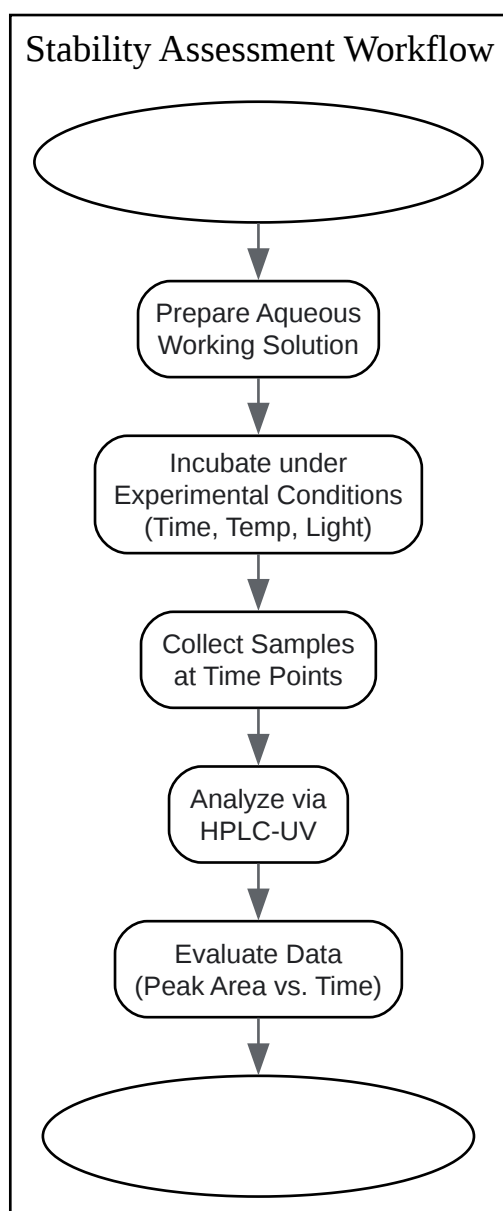 Stability Assessment Workflow
Prepare Aqueous
Working Solution
Incubate under
Experimental Conditions
(Time, Temp, Light)
Collect Samples
at Time Points
Analyze via
HPLC-UV
Evaluate Data
(Peak Area vs. Time)